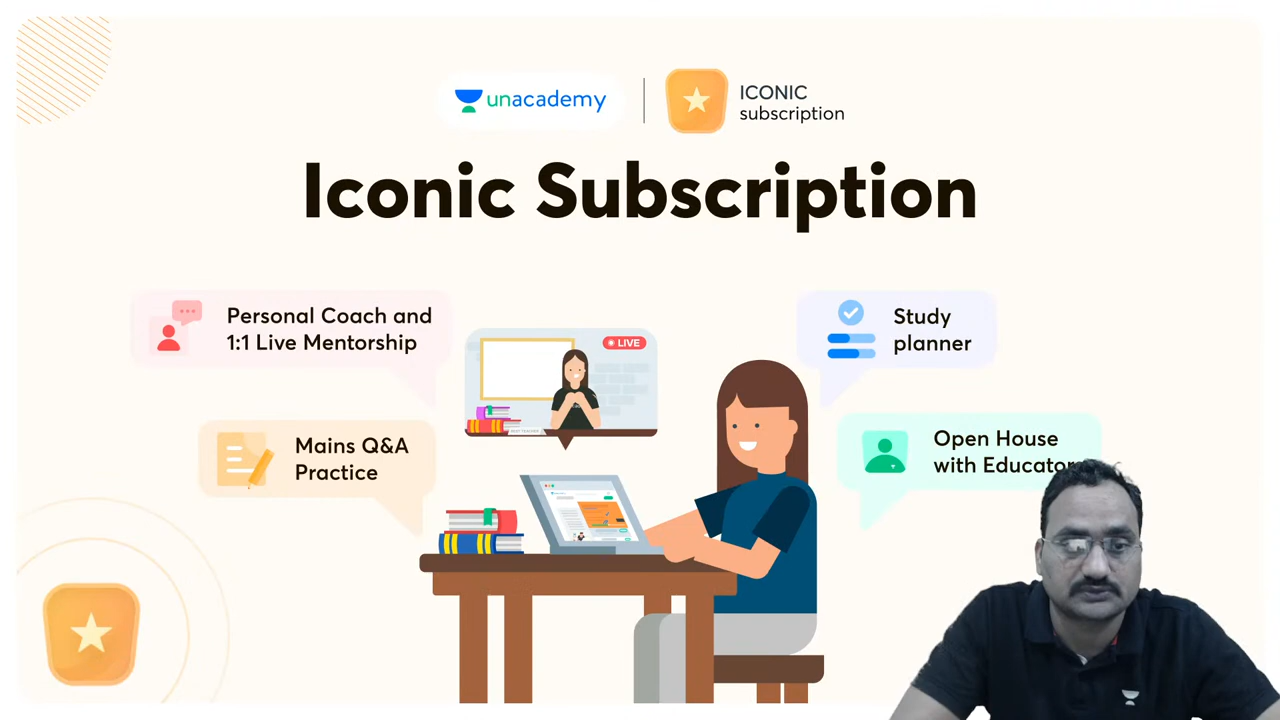 unacademy
ICONIC
subscription
Iconic Subscription
Personal Coach and
1:1 Live Mentorship
LIVE
Study
planner
Mains Q&A
Practice
Open House
with Educator